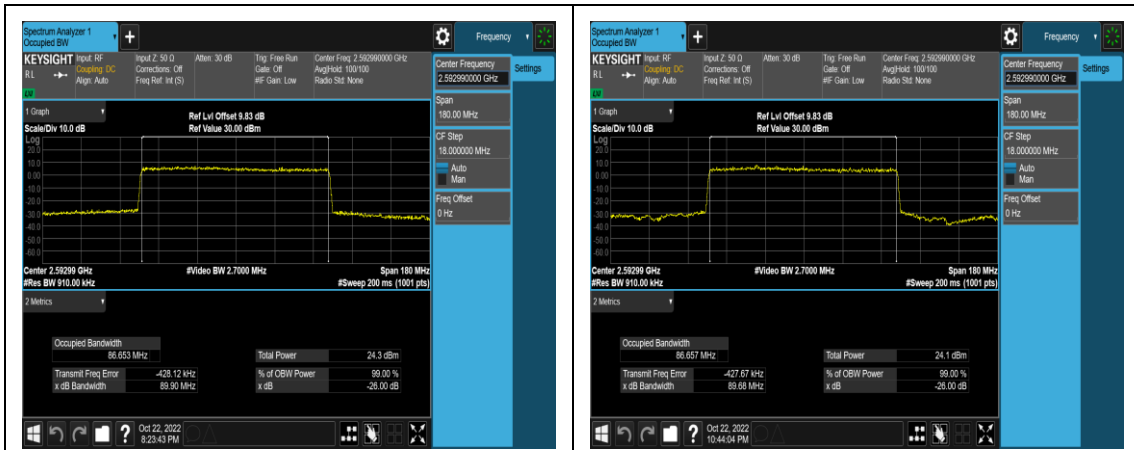 Spectrum Analyzer 1
Occupied BW
Frequency
KEYSIGHT Input: RF Input Z: 50 Ω Atten: 30 dB Trig: Free Run Center Freq: 2.592990000 GHz
RL Coupling: DC Corrections: Off Gate: Off Avg|Hold: 100/100
Align: Auto Freq Ref: Int (S) #IF Gain: Low Radio Std: None
Center Frequency
2.592990000 GHz
Settings
Span
180.00 MHz
CF Step
18.000000 MHz
Auto
Man
Freq Offset
0 Hz
1 Graph
Ref Lvl Offset 9.83 dB
Scale/Div 10.0 dB Ref Value 30.00 dBm
Log
20.0
10.0
0.00
-10.0
-20.0
-30.0
-40.0
-50.0
-60.0
Center 2.59299 GHz #Video BW 2.7000 MHz Span 180 MHz
#Res BW 910.00 kHz #Sweep 200 ms (1001 pts)
2 Metrics
Occupied Bandwidth
86.653 MHz Total Power 24.3 dBm
Transmit Freq Error -428.12 kHz % of OBW Power 99.00 %
x dB Bandwidth 89.90 MHz x dB -26.00 dB
Oct 22, 2022
8:23:43 PM
Spectrum Analyzer 1
Occupied BW
Frequency
KEYSIGHT Input: RF Input Z: 50 Ω Atten: 30 dB Trig: Free Run Center Freq: 2.592990000 GHz
RL Coupling: DC Corrections: Off Gate: Off Avg|Hold: 100/100
Align: Auto Freq Ref: Int (S) #IF Gain: Low Radio Std: None
Center Frequency
2.592990000 GHz
Settings
Span
180.00 MHz
CF Step
18.000000 MHz
Auto
Man
Freq Offset
0 Hz
1 Graph
Ref Lvl Offset 9.83 dB
Scale/Div 10.0 dB Ref Value 30.00 dBm
Log
20.0
10.0
0.00
-10.0
-20.0
-30.0
-40.0
-50.0
-60.0
Center 2.59299 GHz #Video BW 2.7000 MHz Span 180 MHz
#Res BW 910.00 kHz #Sweep 200 ms (1001 pts)
2 Metrics
Occupied Bandwidth
86.657 MHz Total Power 24.1 dBm
Transmit Freq Error -427.67 kHz % of OBW Power 99.00 %
x dB Bandwidth 89.68 MHz x dB -26.00 dB
Oct 22, 2022
10:44:04 PM